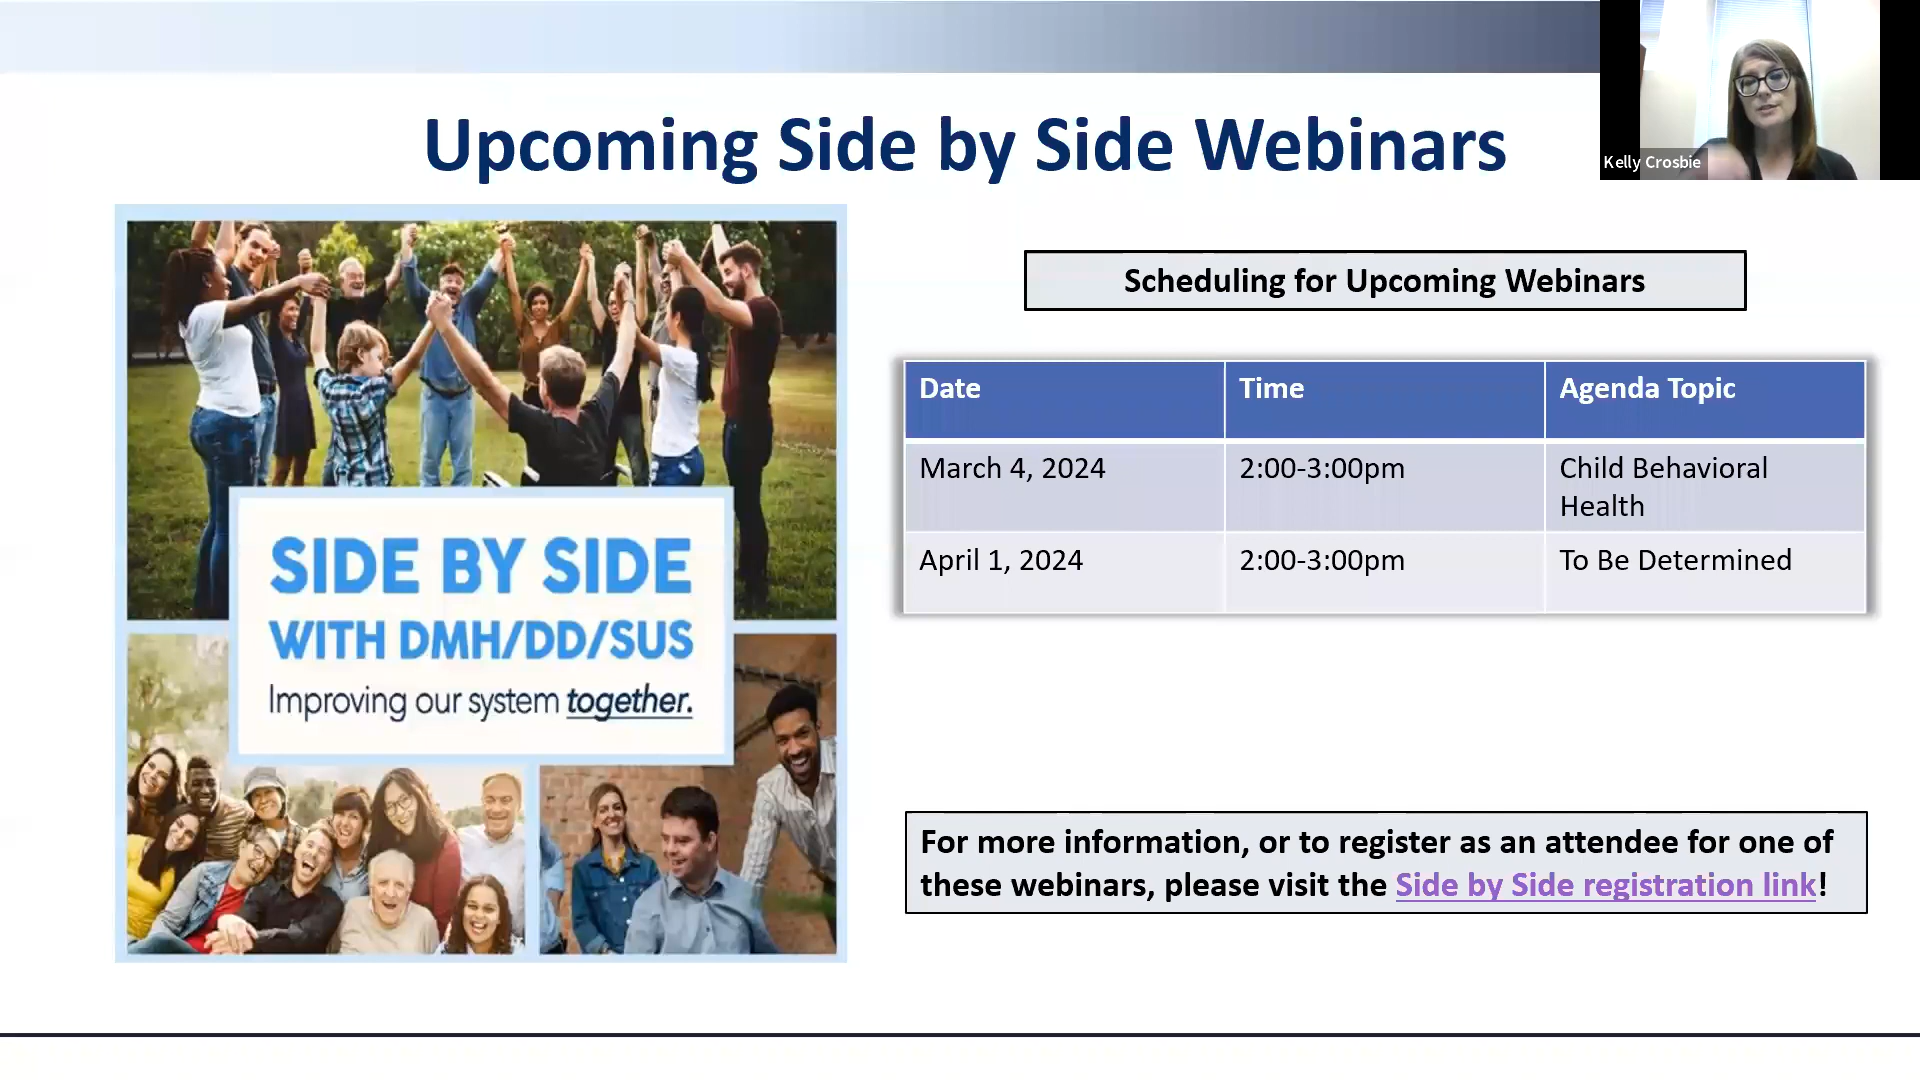 Upcoming Side by Side Webinars
Kelly Crosbie
SIDE BY SIDE
WITH DMH/DD/SUS
Improving our system together.
Scheduling for Upcoming Webinars
Date Time Agenda Topic
March 4, 2024 2:00-3:00pm Child Behavioral
Health
April 1, 2024 2:00-3:00pm To Be Determined
For more information, or to register as an attendee for one of
these webinars, please visit the Side by Side registration link!